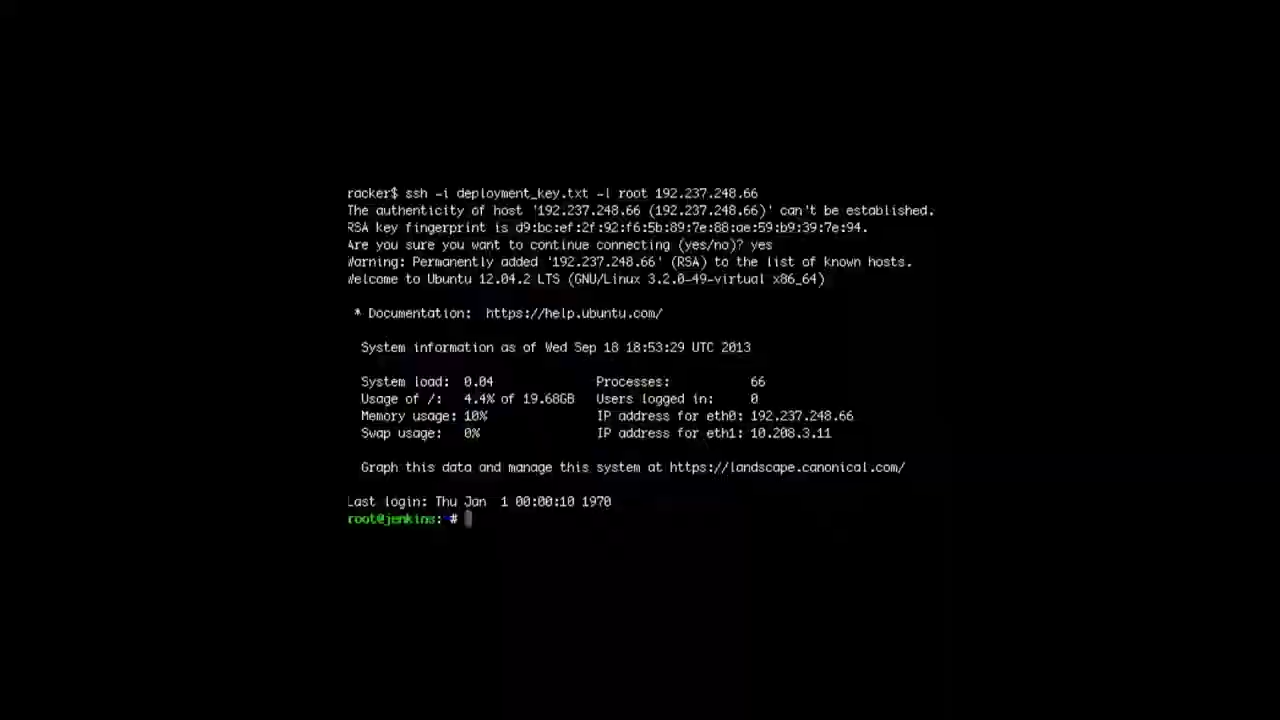 racker$ ssh -i deployment_key.txt -l root 192.237.248.66
The authenticity of host '192.237.248.66 (192.237.248.66)' can't be established.
RSA key fingerprint is d9:bc:ef:2f:92:f6:5b:89:7e:88:ae:59:b9:39:7e:94.
Are you sure you want to continue connecting (yes/no)? yes
Warning: Permanently added '192.237.248.66' (RSA) to the list of known hosts.
Welcome to Ubuntu 12.04.2 LTS (GNU/Linux 3.2.0-49-virtual x86_64)
* Documentation: https://help.ubuntu.com/
System information as of Wed Sep 18 18:53:29 UTC 2013
System load: 0.04 Processes: 66
Usage of /: 4.4% of 19.68GB Users logged in: 0
Memory usage: 10% IP address for eth0: 192.237.248.66
Swap usage: 0% IP address for eth1: 10.208.3.11
Graph this data and manage this system at https://landscape.canonical.com/
Last login: Thu Jan 1 00:00:10 1970
root@jenkins:~#